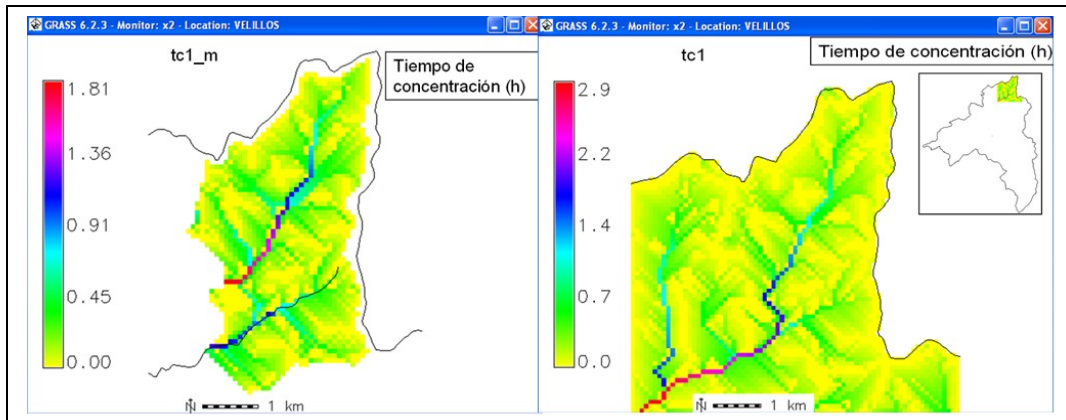 GRASS 6.2.3 - Monitor: x2 - Location: VELILLOS
tc1_m
Tiempo de
concentración (h)
1.81
1.36
0.91
0.45
0.00
N 1 km
GRASS 6.2.3 - Monitor: x2 - Location: VELILLOS
tc1
Tiempo de concentración (h)
2.9
2.2
1.4
0.7
0.0
N 1 km